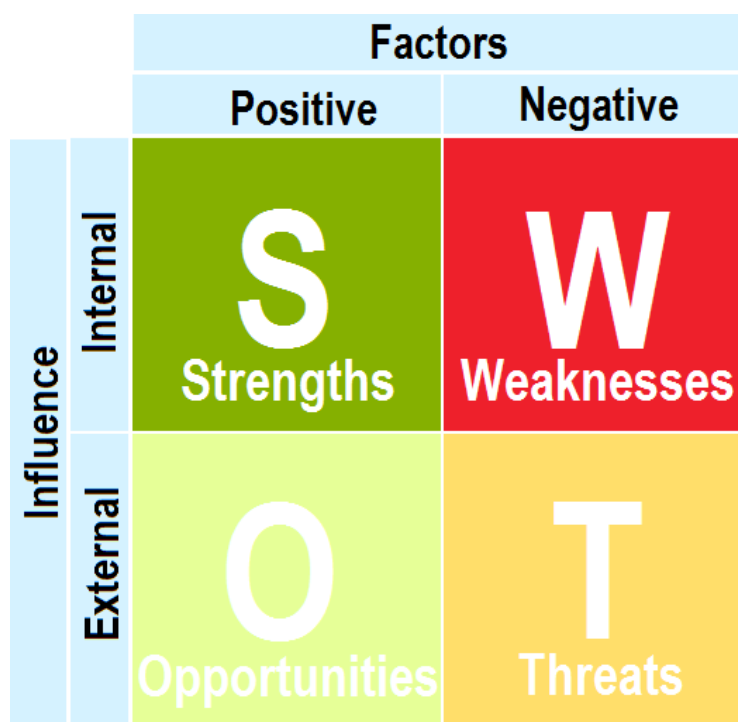 Factors
Positive
Negative
Influence
Internal
S
Strengths
W
Weaknesses
External
O
Opportunities
T
Threats